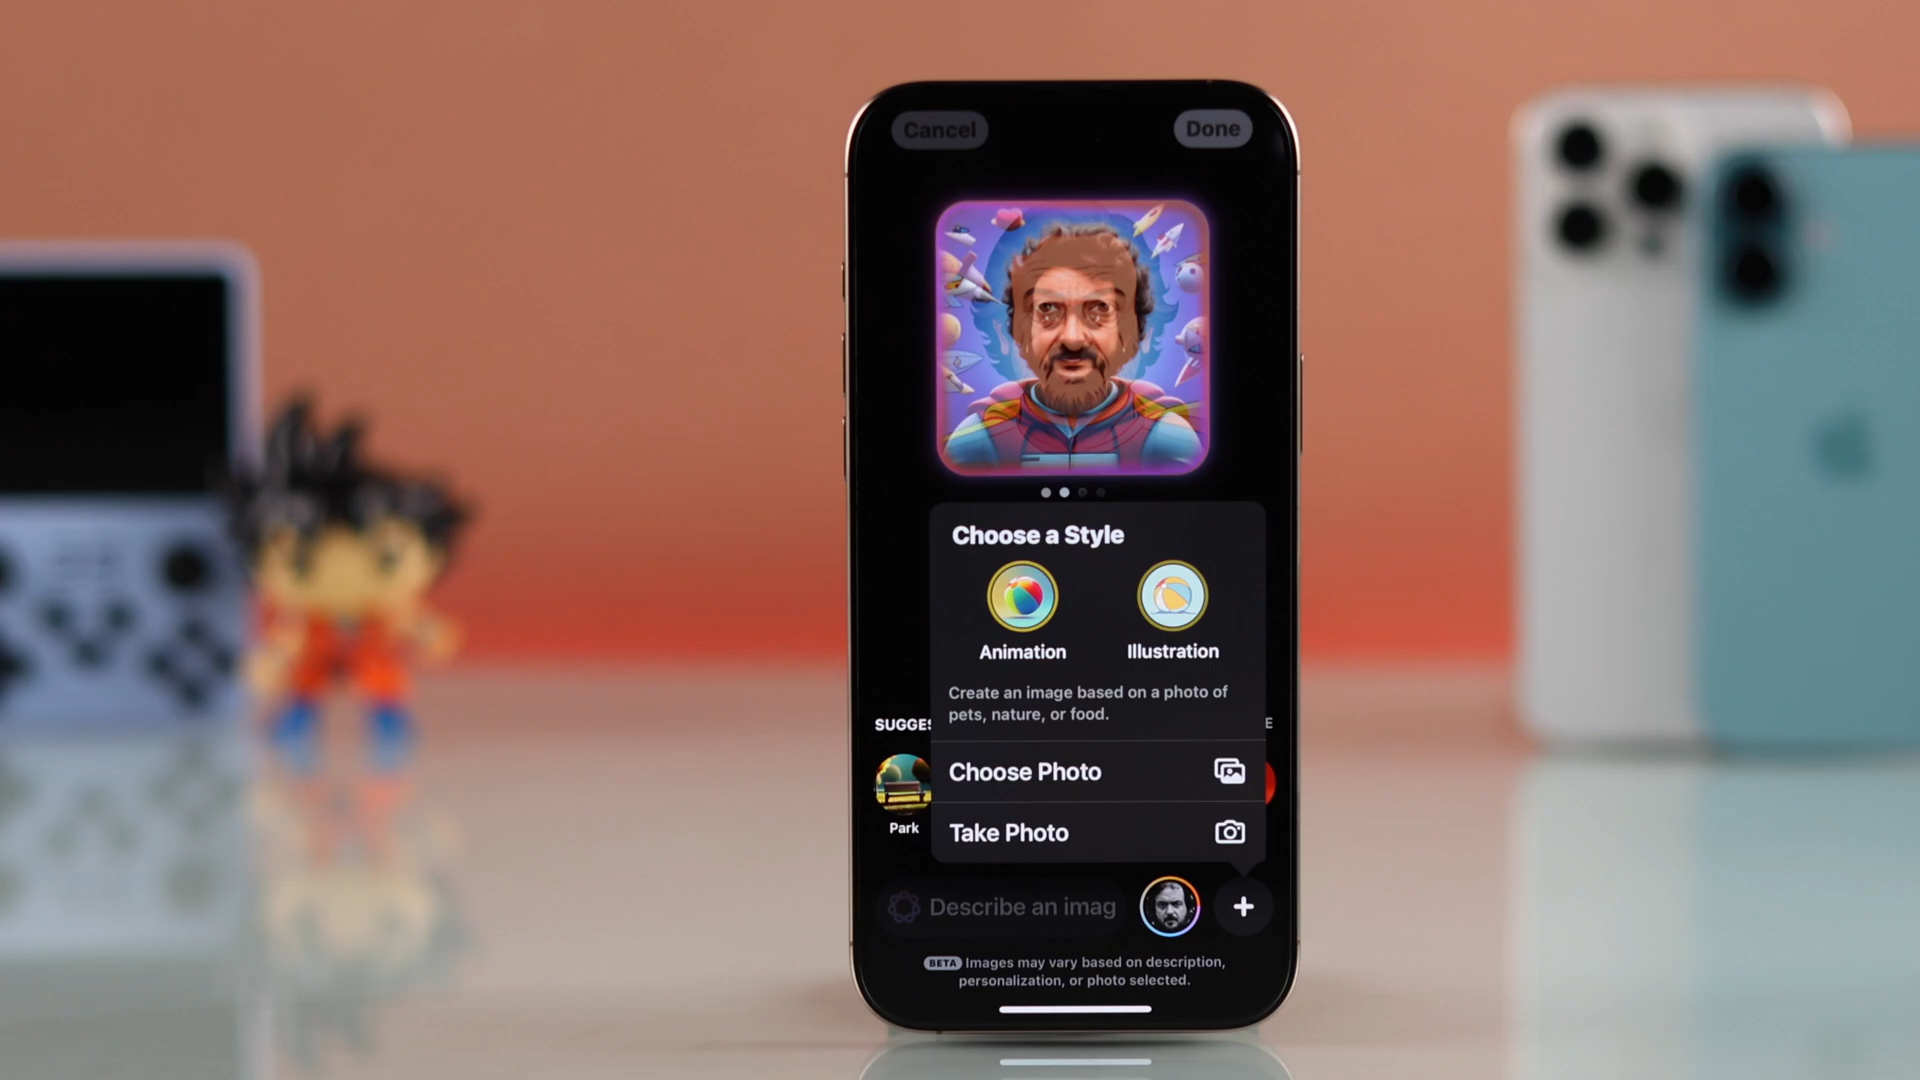 Cancel
Done
Choose a Style
Animation
Illustration
Create an image based on a photo of
pets, nature, or food.
SUGGES
E
Choose Photo
Park
Take Photo
Describe an imag
BETA Images may vary based on description,
personalization, or photo selected.